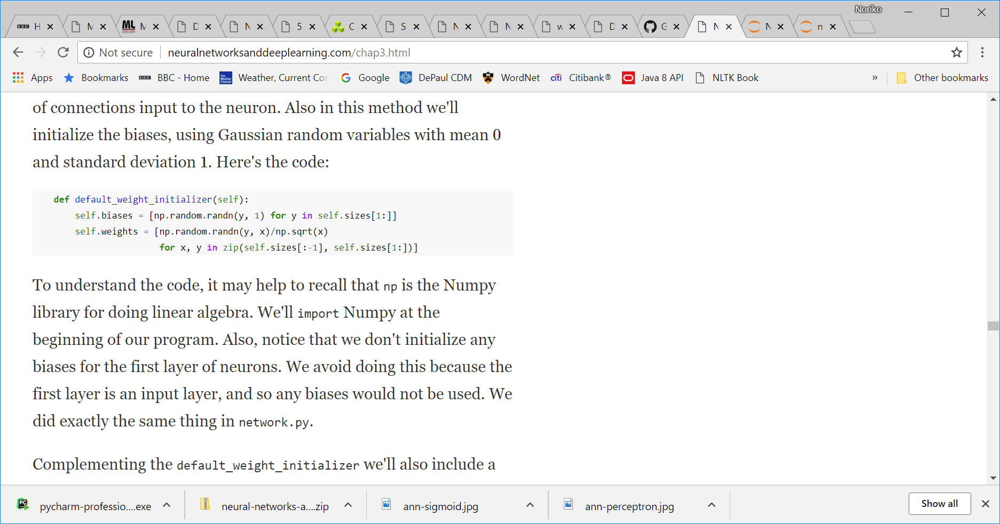 Noriko
BBC H
M
ML M
D
N
5
C
S
N
N
w
D
G
N
N
n
Not secure neuralnetworksanddeeplearning.com/chap3.html
Apps Bookmarks BBC BBC - Home The Weather Channel Weather, Current Con Google DePaul CDM WordNet citi Citibank® Java 8 API NLTK Book » Other bookmarks
of connections input to the neuron. Also in this method we'll
initialize the biases, using Gaussian random variables with mean 0
and standard deviation 1. Here's the code:
def default_weight_initializer(self):
self.biases = [np.random.randn(y, 1) for y in self.sizes[1:]]
self.weights = [np.random.randn(y, x)/np.sqrt(x)
for x, y in zip(self.sizes[:-1], self.sizes[1:])]
To understand the code, it may help to recall that np is the Numpy
library for doing linear algebra. We'll import Numpy at the
beginning of our program. Also, notice that we don't initialize any
biases for the first layer of neurons. We avoid doing this because the
first layer is an input layer, and so any biases would not be used. We
did exactly the same thing in network.py.
Complementing the default_weight_initializer we'll also include a
PC pycharm-professio....exe neural-networks-a....zip ann-sigmoid.jpg ann-perceptron.jpg Show all